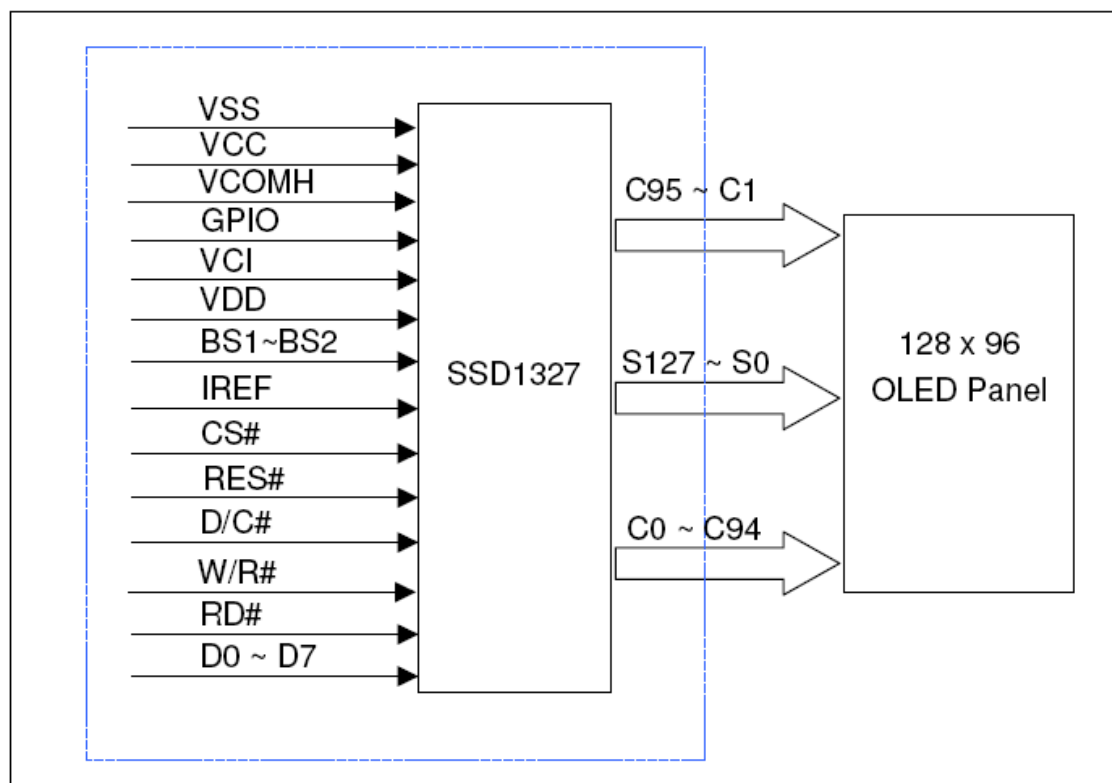 VSS
VCC
VCOMH
GPIO
VCI
VDD
BS1~BS2
IREF
CS#
RES#
D/C#
W/R#
RD#
D0 ~ D7
SSD1327
C95 ~ C1
S127 ~ S0
C0 ~ C94
128 x 96
OLED Panel